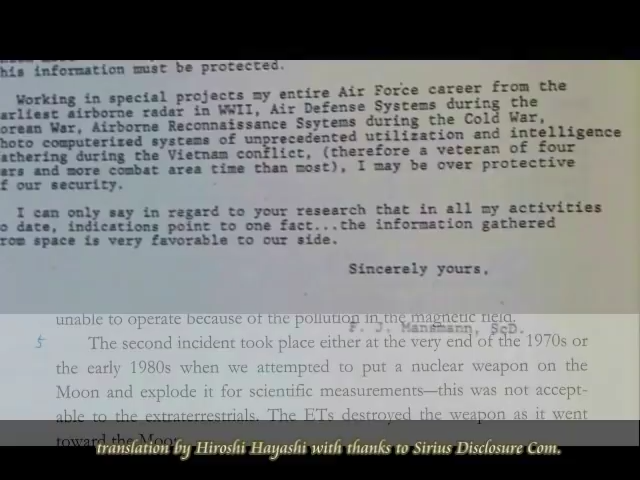 his information must be protected.
Working in special projects my entire Air Force career from the
arliest airborne radar in WWII, Air Defense Systems during the
orean War, Airborne Reconnaissance Ssytems during the Cold War,
hoto computerized systems of unprecedented utilization and intelligence
athering during the Vietnam conflict, (therefore a veteran of four
ars and more combat area time than most), I may be over protective
f our security.
I can only say in regard to your research that in all my activities
o date, indications point to one fact...the information gathered
rom space is very favorable to our side.
Sincerely yours,
F. J. Mansmann, ScD.
unable to operate because of the pollution in the magnetic field.
5 The second incident took place either at the very end of the 1970s or
the early 1980s when we attempted to put a nuclear weapon on the
Moon and explode it for scientific measurements—this was not accept-
able to the extraterrestrials. The ETs destroyed the weapon as it went
toward the Moon.
translation by Hiroshi Hayashi with thanks to Sirius Disclosure Com.